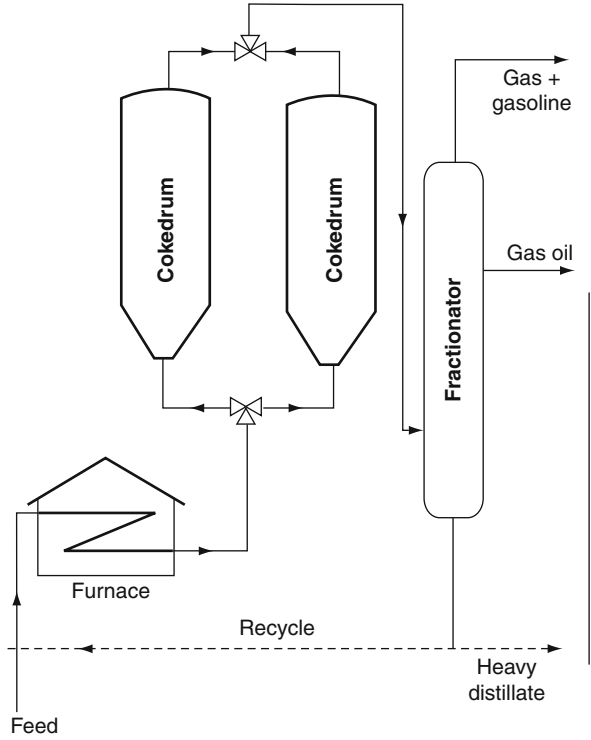 Gas +
gasoline
Cokedrum
Cokedrum
Gas oil
Fractionator
Furnace
Recycle
Heavy
distillate
Feed